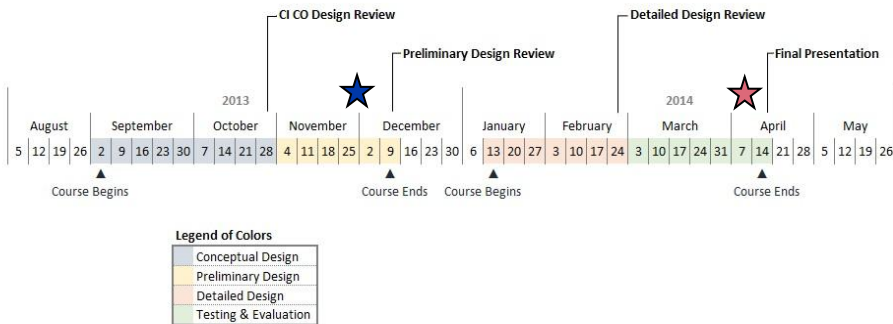 CI CO Design Review
Detailed Design Review
Preliminary Design Review
Final Presentation
2013
2014
August September October November December January February March April May
5 12 19 26 2 9 16 23 30 7 14 21 28 4 11 18 25 2 9 16 23 30 6 13 20 27 3 10 17 24 3 10 17 24 31 7 14 21 28 5 12 19 26
Course Begins
Course Ends
Course Begins
Course Ends
Legend of Colors
Conceptual Design
Preliminary Design
Detailed Design
Testing & Evaluation